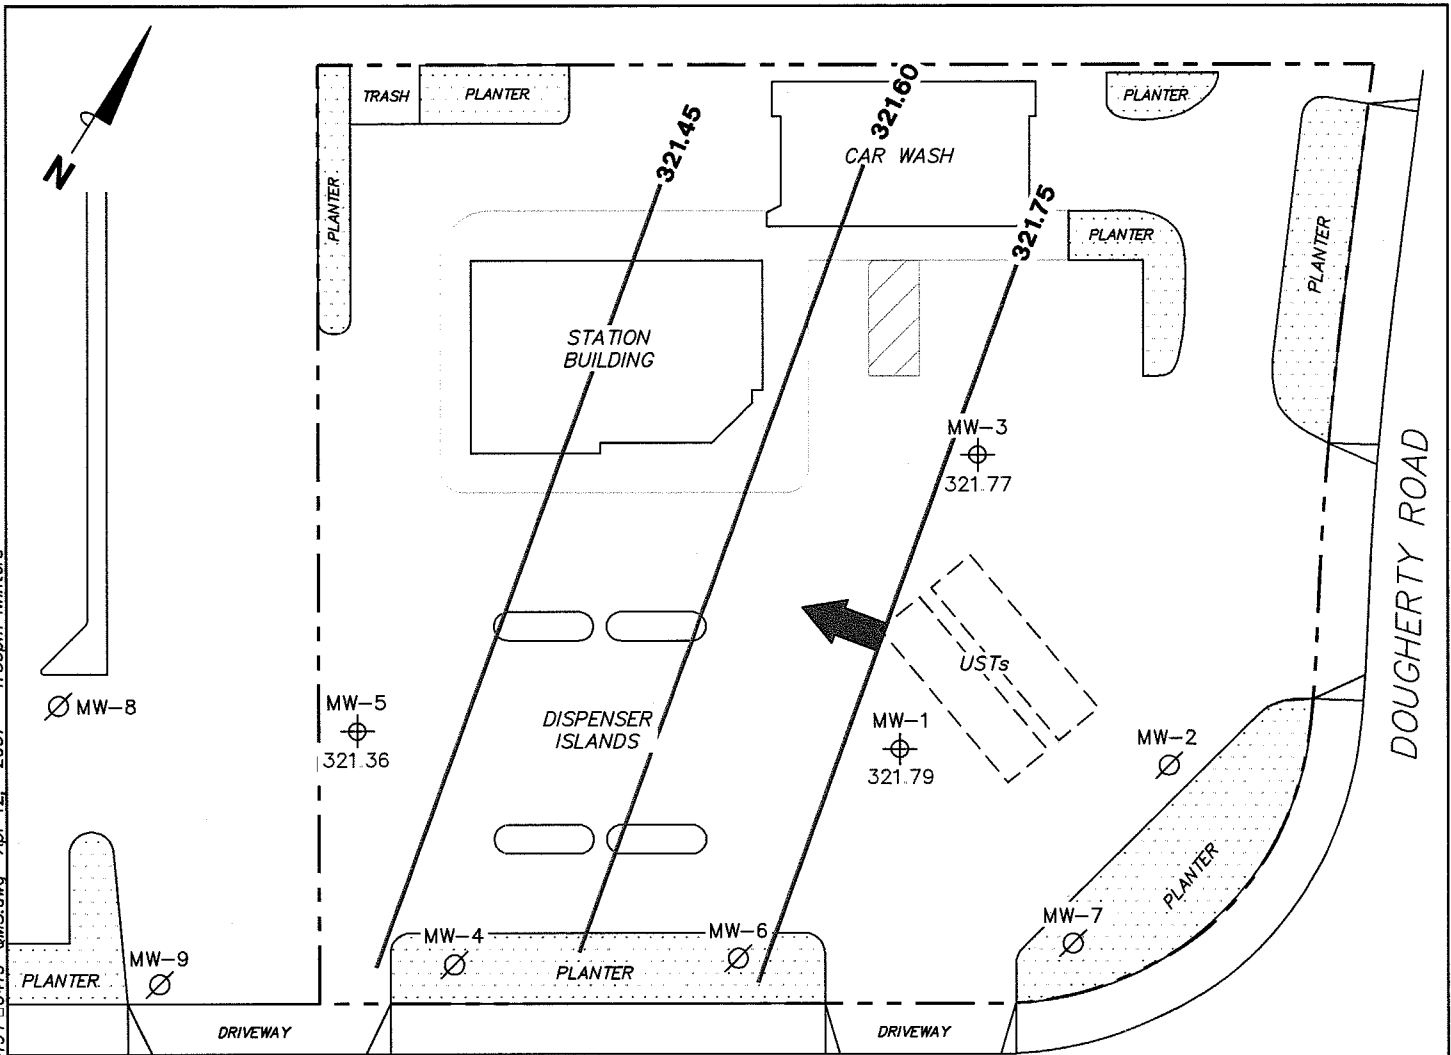 N
TRASH
PLANTER
PLANTER
321.45
321.60
CAR WASH
PLANTER
321.75
PLANTER
PLANTER
STATION
BUILDING
MW-3
321.77
DOUGHERTY ROAD
USTs
MW-8
MW-5
321.36
DISPENSER
ISLANDS
MW-1
321.79
MW-2
PLANTER
MW-4
MW-6
MW-7
PLANTER
MW-9
PLANTER
DRIVEWAY
DRIVEWAY